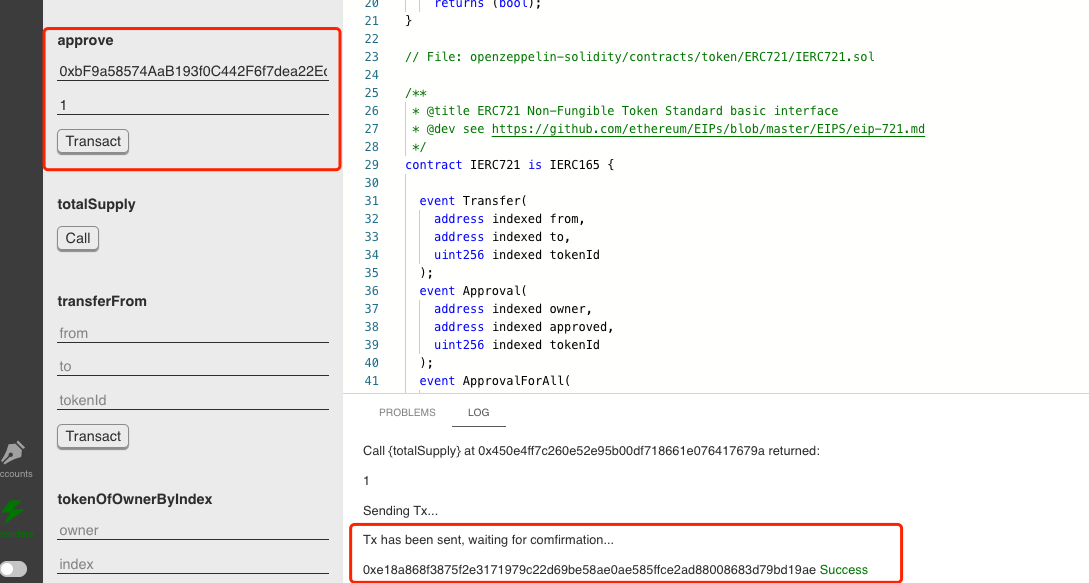 approve
0xbF9a58574AaB193f0C442F6f7dea22Ec
1
Transact
totalSupply
Call
transferFrom
from
to
tokenId
Transact
tokenOfOwnerByIndex
owner
index
ccounts
20 returns (bool);
21 }
22
23 // File: openzeppelin-solidity/contracts/token/ERC721/IERC721.sol
24
25 /**
26 * @title ERC721 Non-Fungible Token Standard basic interface
27 * @dev see https://github.com/ethereum/EIPs/blob/master/EIPS/eip-721.md
28 */
29 contract IERC721 is IERC165 {
30
31 event Transfer(
32 address indexed from,
33 address indexed to,
34 uint256 indexed tokenId
35 );
36 event Approval(
37 address indexed owner,
38 address indexed approved,
39 uint256 indexed tokenId
40 );
41 event ApprovalForAll(
PROBLEMS LOG
Call {totalSupply} at 0x450e4ff7c260e52e95b00df718661e076417679a returned:
1
Sending Tx...
Tx has been sent, waiting for comfirmation...
0xe18a868f3875f2e3171979c22d69be58ae0ae585ffce2ad88008683d79bd19ae Success